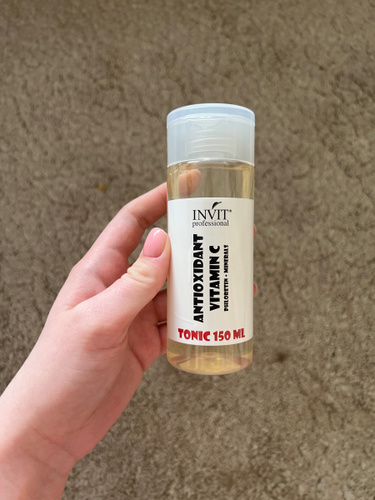 INVIT
professional
ANTIOXIDANT
VITAMIN C
PHLORETIN + MINERALS
TONIC 150 ML